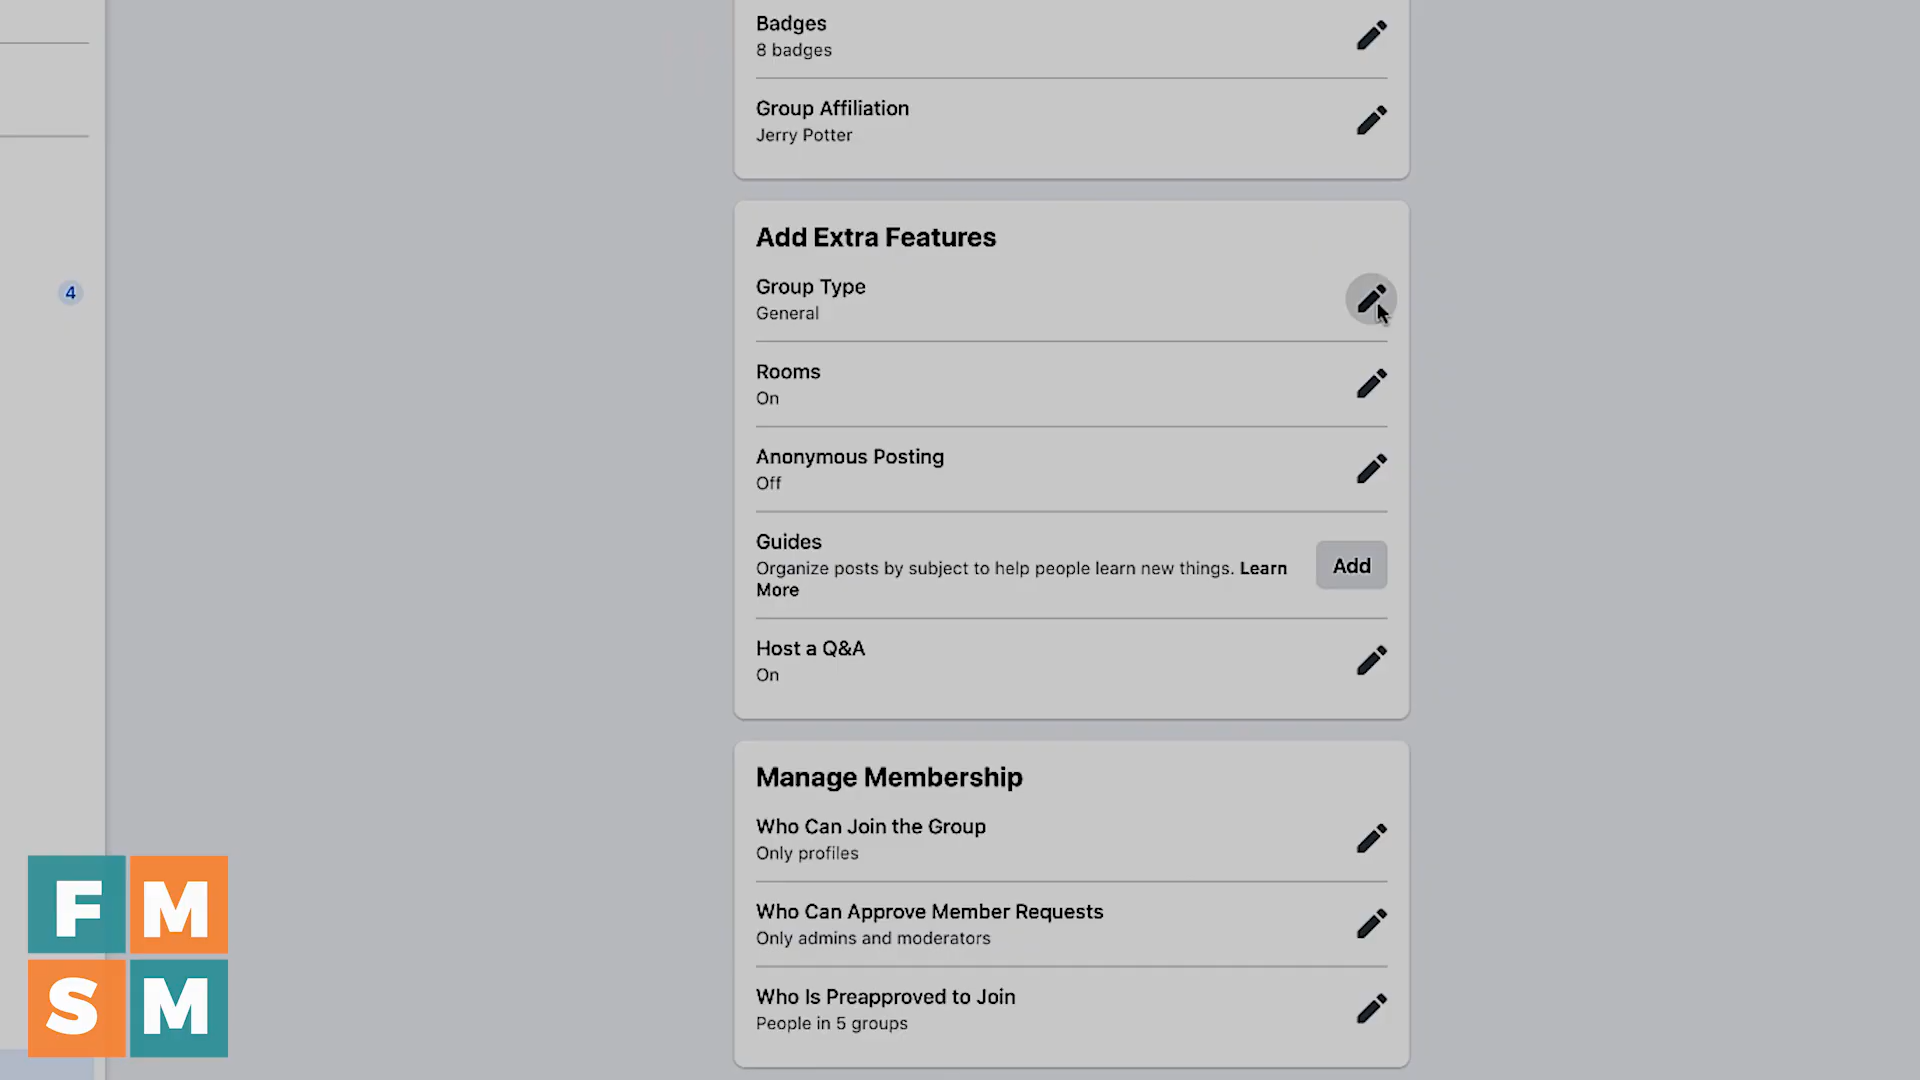 Badges
8 badges
Group Affiliation
Jerry Potter
Add Extra Features
Group Type
General
4
Rooms
On
Anonymous Posting
Off
Guides
Organize posts by subject to help people learn new things. Learn
More
Add
Host a Q&A
On
Manage Membership
Who Can Join the Group
Only profiles
Who Can Approve Member Requests
Only admins and moderators
Who Is Preapproved to Join
People in 5 groups
FM
SM